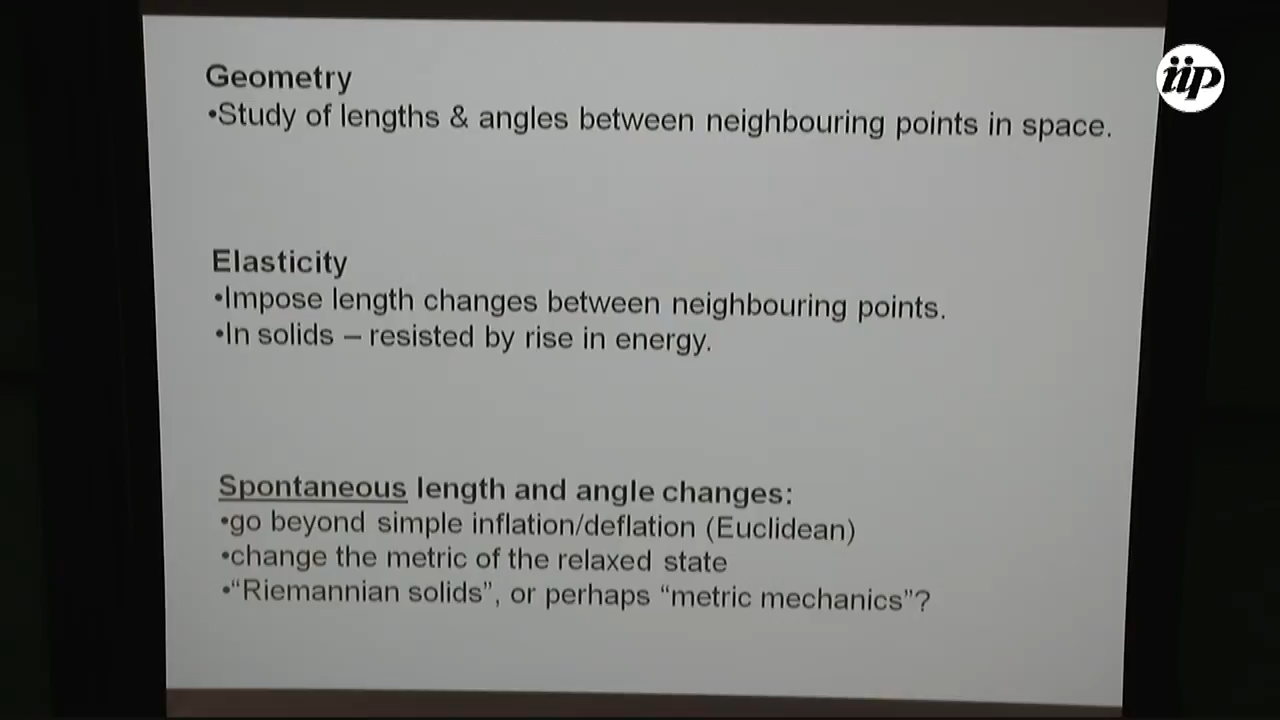 iip
Geometry
•Study of lengths & angles between neighbouring points in space.
Elasticity
•Impose length changes between neighbouring points.
•In solids – resisted by rise in energy.
Spontaneous length and angle changes:
•go beyond simple inflation/deflation (Euclidean)
•change the metric of the relaxed state
•“Riemannian solids”, or perhaps “metric mechanics”?